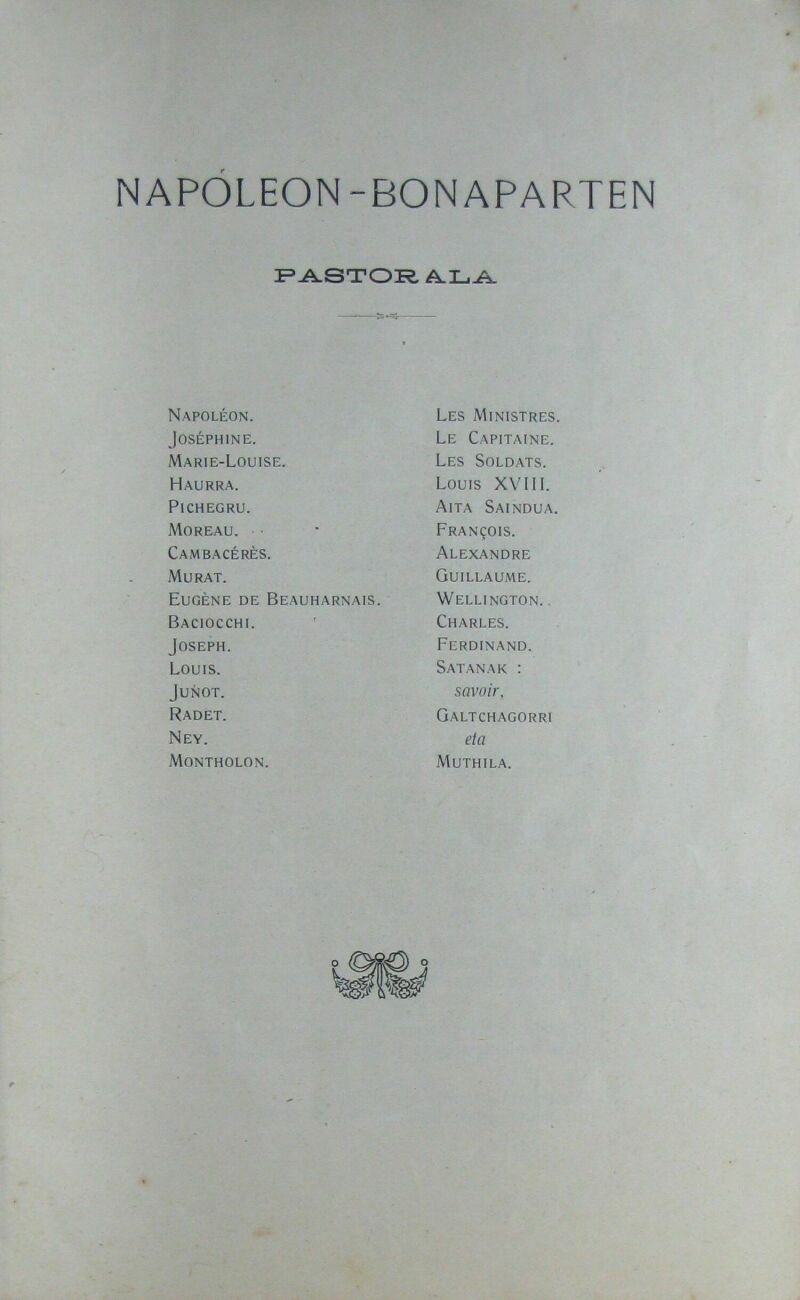 NAPÓLEON-BONAPARTEN
PASTORALA
NAPOLÉON.
JOSÉPHINE.
MARIE-LOUISE.
HAURRA.
PICHEGRU.
MOREAU.
CAMBACÉRÈS.
MURAT.
EUGÈNE DE BEAUHARNAIS.
BACIOCCHI.
JOSEPH.
LOUIS.
JUNOT.
RADET.
NEY.
MONTHOLON.
LES MINISTRES.
LE CAPITAINE.
LES SOLDATS.
LOUIS XVIII.
AITA SAINDUA.
FRANÇOIS.
ALEXANDRE
GUILLAUME.
WELLINGTON.
CHARLES.
FERDINAND.
SATANAK :
savoir,
GALTCHAGORRI
eta
MUTHILA.